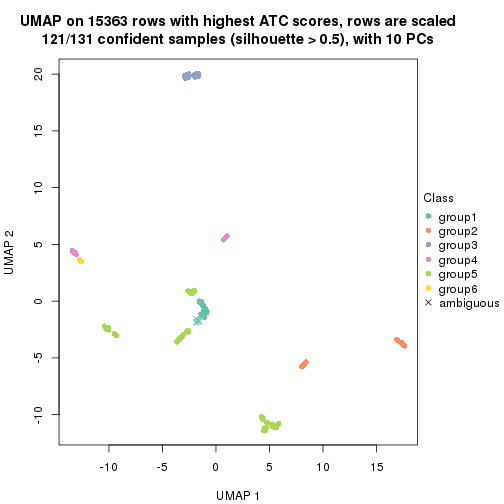 UMAP on 15363 rows with highest ATC scores, rows are scaled
121/131 confident samples (silhouette > 0.5), with 10 PCs
20
15
10
5
0
-5
-10
UMAP 2
-10
-5
0
5
10
15
UMAP 1
Class
group1
group2
group3
group4
group5
group6
ambiguous